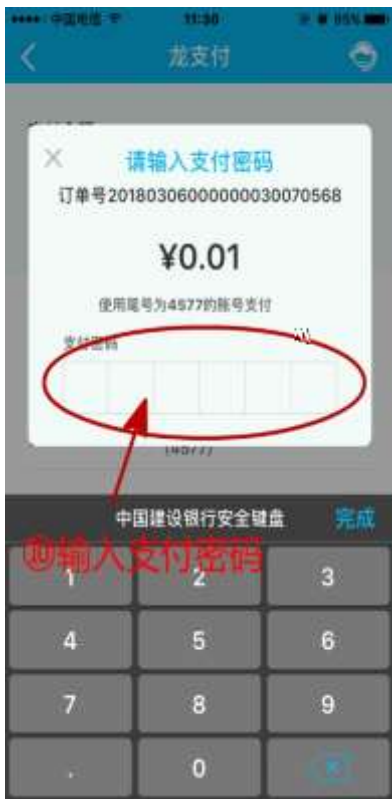 中国电信 11:30 95%
龙支付
请输入支付密码
订单号20180306000000030070568
¥0.01
使用尾号为4577的账号支付
支付密码
(4577)
中国建设银行安全键盘 完成
⑩输入支付密码
1 2 3
4 5 6
7 8 9
. 0